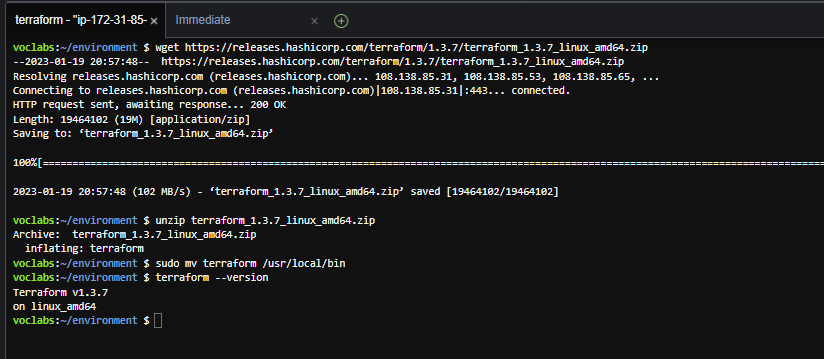 terraform - "ip-172-31-85- × Immediate ×
voclabs:~/environment $ wget https://releases.hashicorp.com/terraform/1.3.7/terraform_1.3.7_linux_amd64.zip
--2023-01-19 20:57:48--  https://releases.hashicorp.com/terraform/1.3.7/terraform_1.3.7_linux_amd64.zip
Resolving releases.hashicorp.com (releases.hashicorp.com)... 108.138.85.31, 108.138.85.53, 108.138.85.65, ...
Connecting to releases.hashicorp.com (releases.hashicorp.com)|108.138.85.31|:443... connected.
HTTP request sent, awaiting response... 200 OK
Length: 19464102 (19M) [application/zip]
Saving to: ‘terraform_1.3.7_linux_amd64.zip’
100%[==============================================================================================================
2023-01-19 20:57:48 (102 MB/s) - ‘terraform_1.3.7_linux_amd64.zip’ saved [19464102/19464102]
voclabs:~/environment $ unzip terraform_1.3.7_linux_amd64.zip
Archive:  terraform_1.3.7_linux_amd64.zip
  inflating: terraform
voclabs:~/environment $ sudo mv terraform /usr/local/bin
voclabs:~/environment $ terraform --version
Terraform v1.3.7
on linux_amd64
voclabs:~/environment $